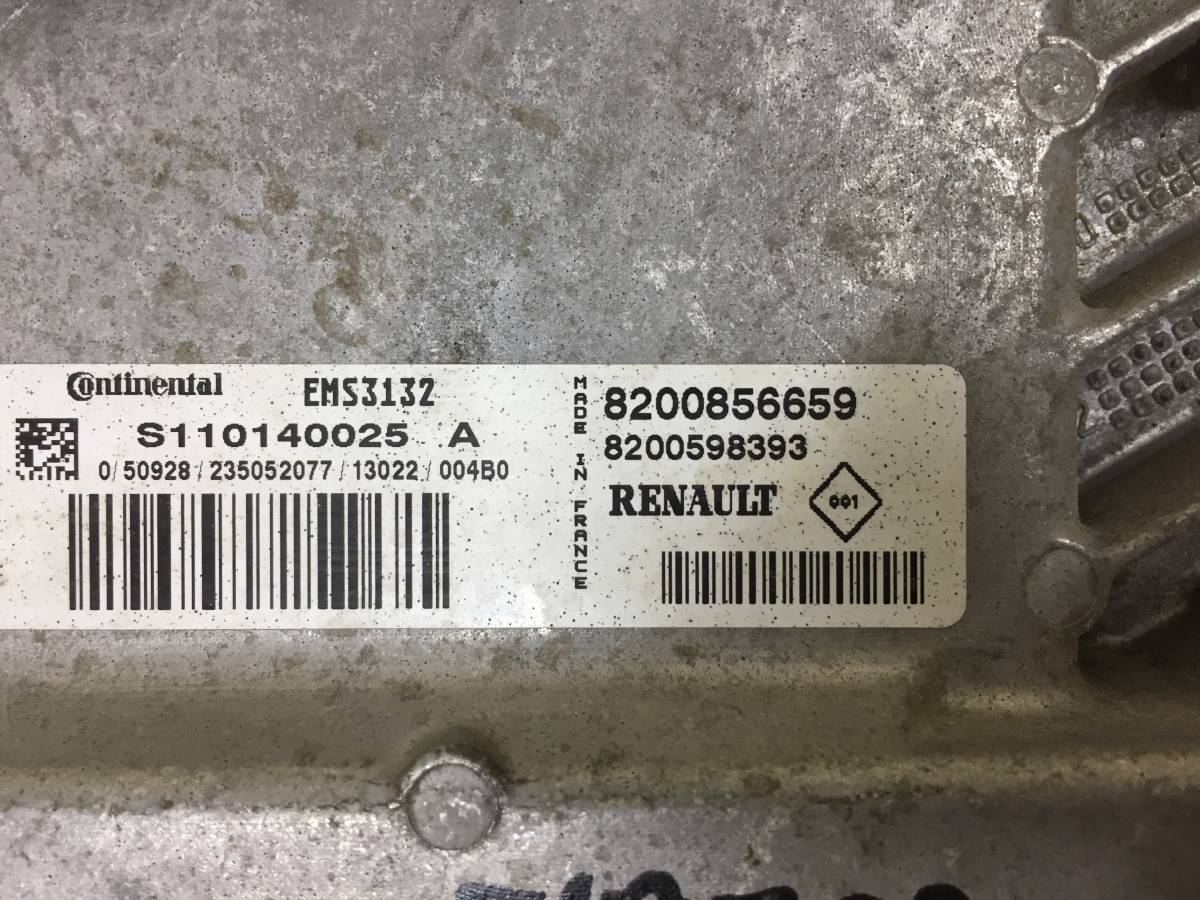 Continental EMS3132
S110140025 A
0/50928/235052077/13022/004B0
MADE IN FRANCE
8200856659
8200598393
RENAULT 001